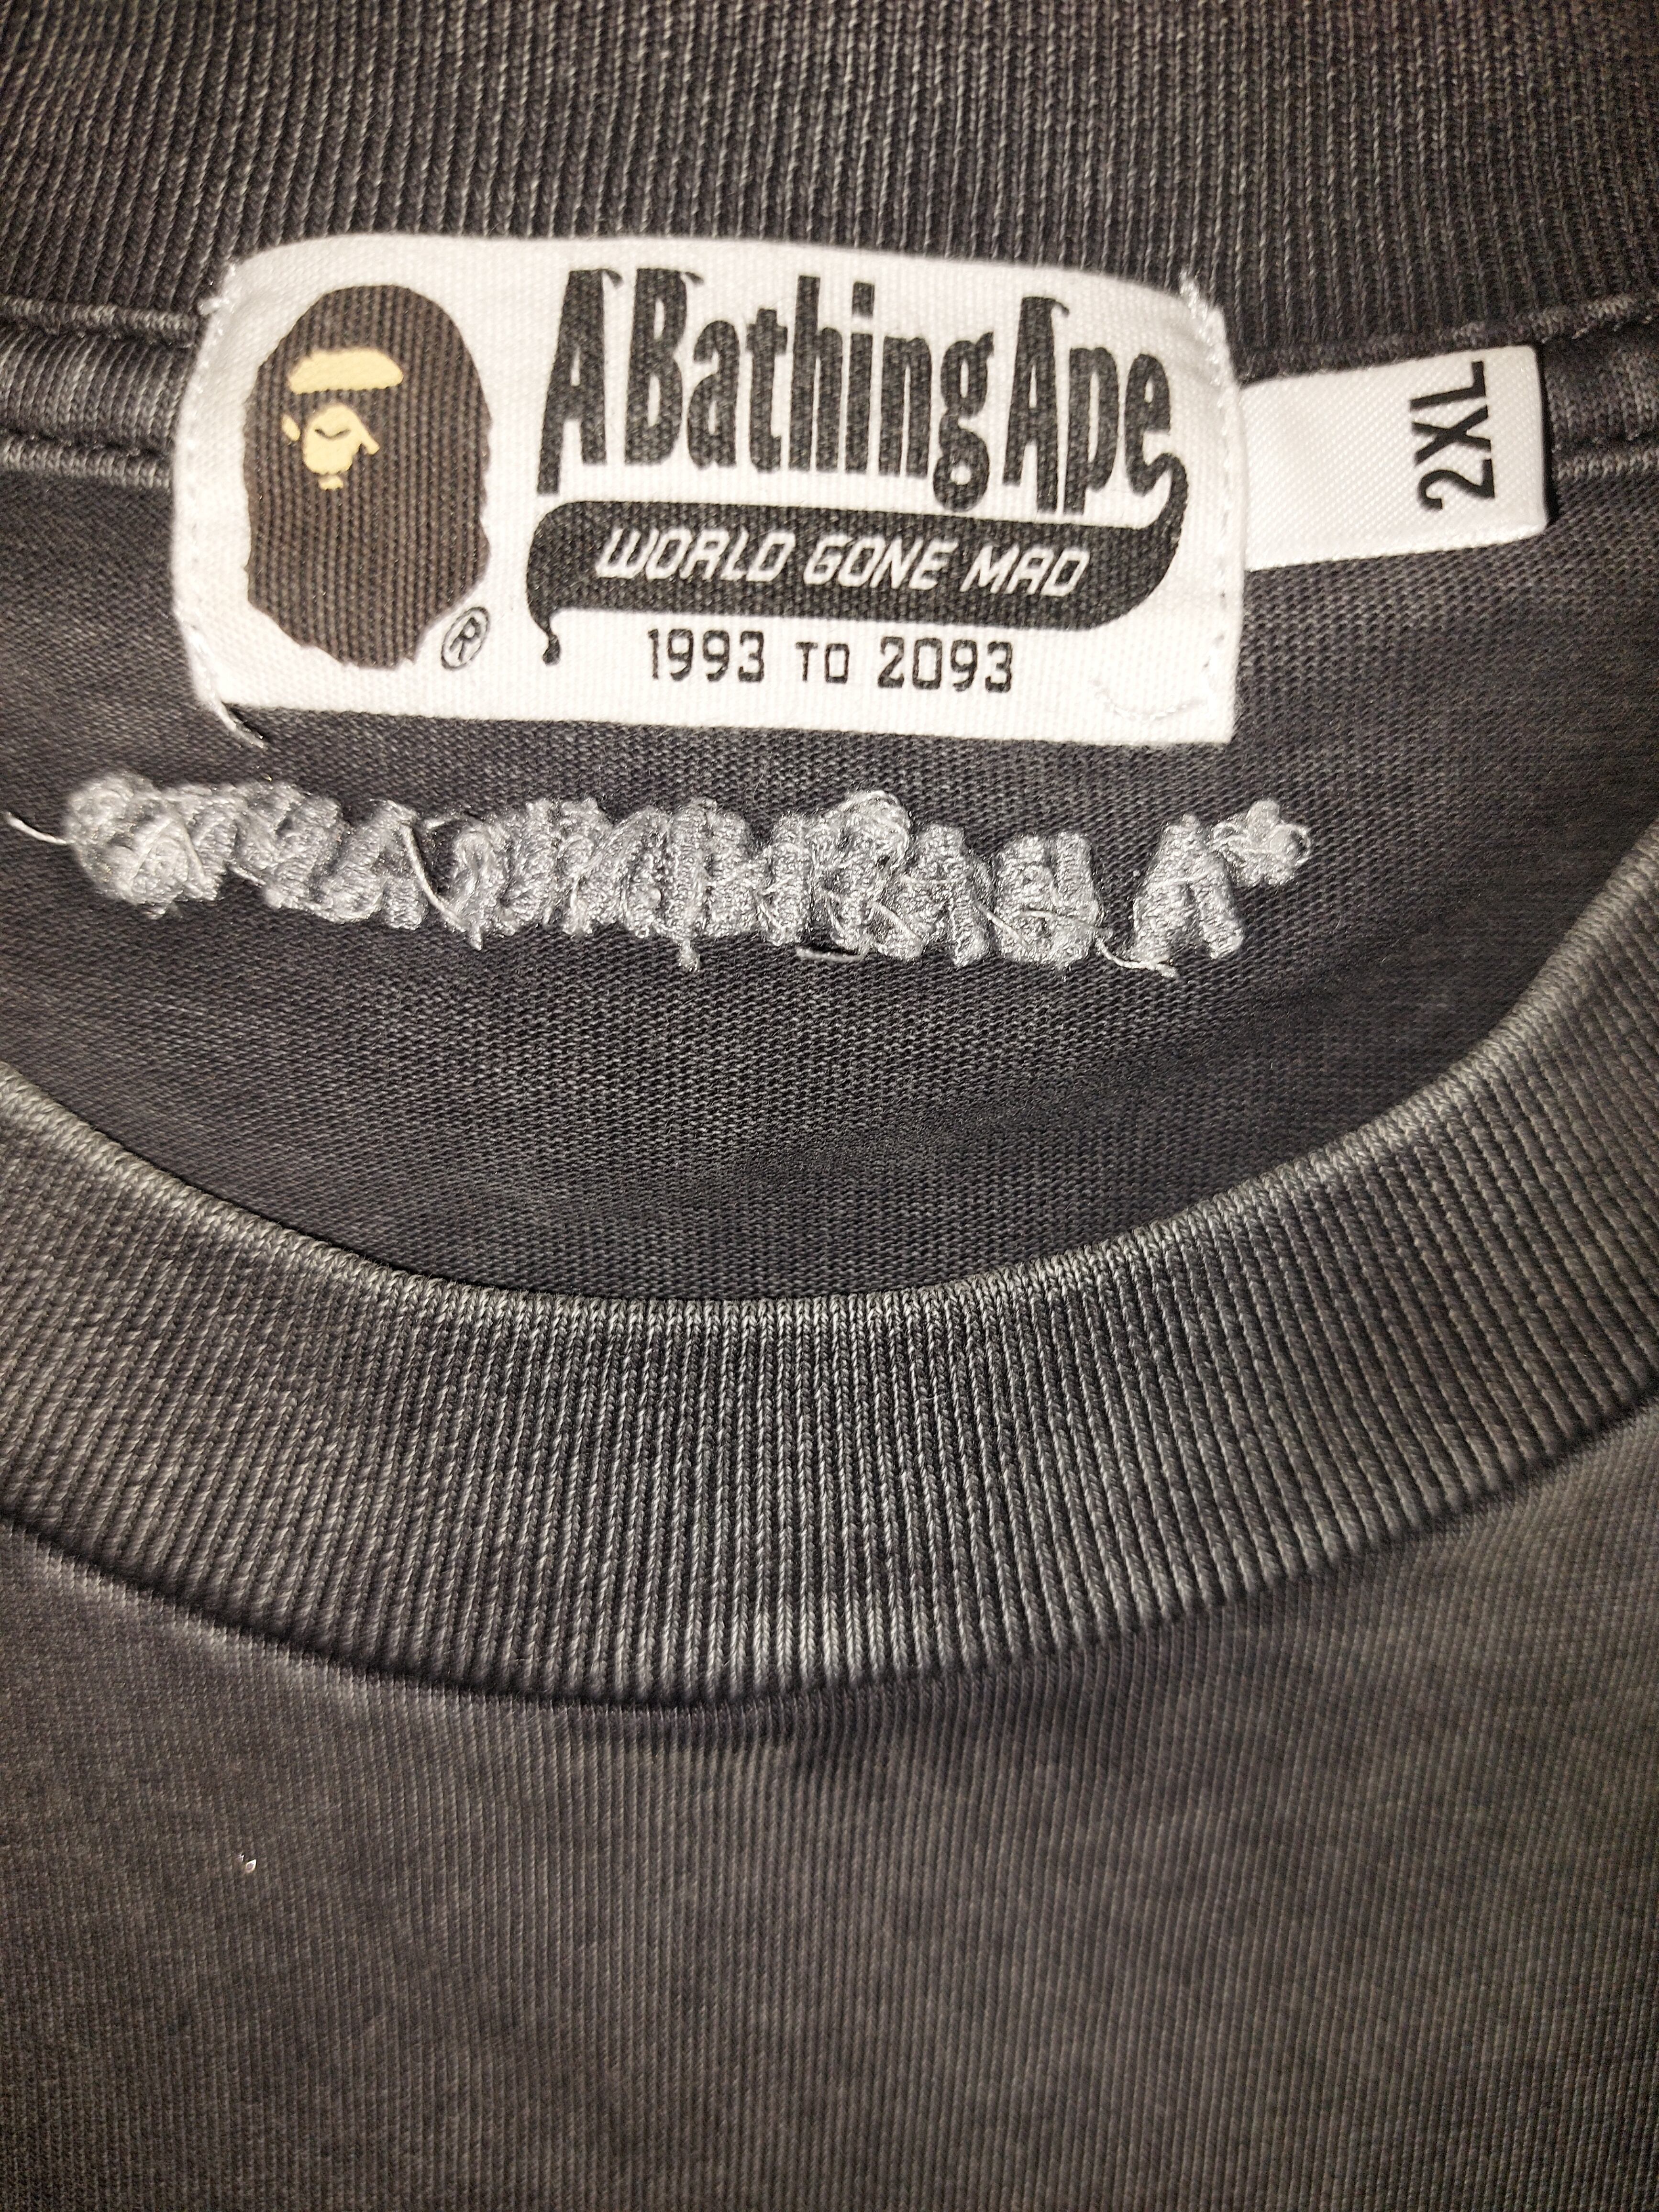 A Bathing Ape
WORLD GONE MAD
1993 TO 2093
®
2XL